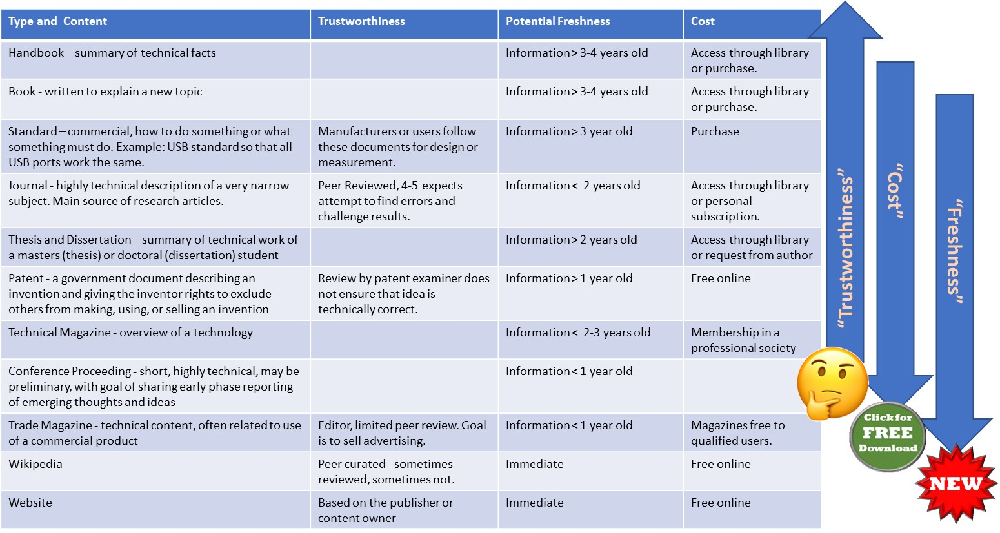 Type and Content
Trustworthiness
Potential Freshness
Cost
Handbook – summary of technical facts
Information > 3-4 years old
Access through library
or purchase.
Book - written to explain a new topic
Information > 3-4 years old
Access through library
or purchase.
Standard – commercial, how to do something or what
something must do. Example: USB standard so that all
USB ports work the same.
Manufacturers or users follow
these documents for design or
measurement.
Information > 3 year old
Purchase
Journal - highly technical description of a very narrow
subject. Main source of research articles.
Peer Reviewed, 4-5 expects
attempt to find errors and
challenge results.
Information < 2 years old
Access through library
or personal
subscription.
Thesis and Dissertation – summary of technical work of
a masters (thesis) or doctoral (dissertation) student
Information > 2 years old
Access through library
or request from author
Patent - a government document describing an
invention and giving the inventor rights to exclude
others from making, using, or selling an invention
Review by patent examiner does
not ensure that idea is
technically correct.
Information > 1 year old
Free online
Technical Magazine - overview of a technology
Information < 2-3 years old
Membership in a
professional society
Conference Proceeding - short, highly technical, may be
preliminary, with goal of sharing early phase reporting
of emerging thoughts and ideas
Information < 1 year old
Trade Magazine - technical content, often related to use
of a commercial product
Editor, limited peer review. Goal
is to sell advertising.
Information < 1 year old
Magazines free to
qualified users.
Wikipedia
Peer curated - sometimes
reviewed, sometimes not.
Immediate
Free online
Website
Based on the publisher or
content owner
Immediate
Free online
“Trustworthiness”
“Cost”
“Freshness”
Click for
FREE
Download
NEW